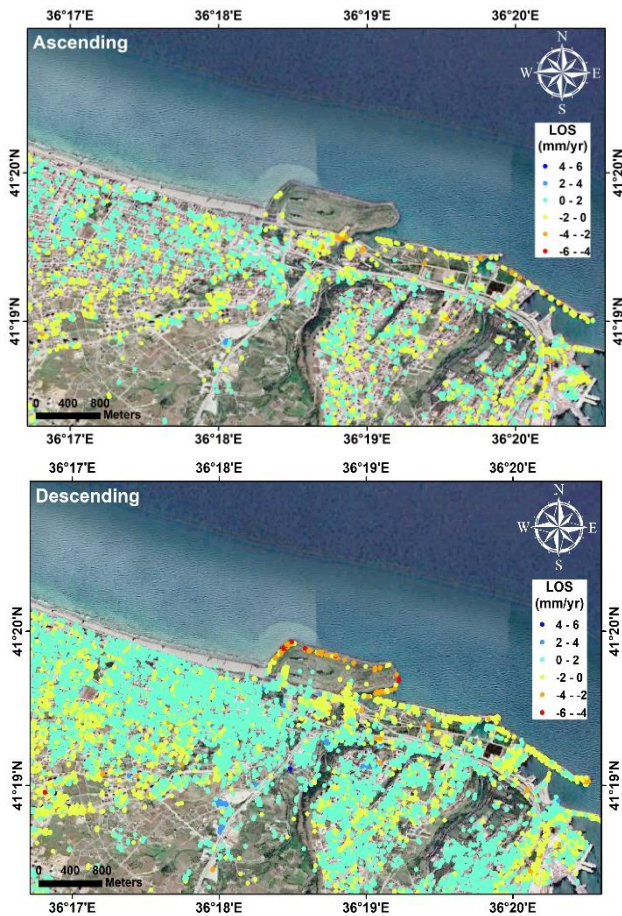 36°17'E 36°18'E 36°19'E 36°20'E
Ascending
N
W E
S
LOS
(mm/yr)
4 - 6
2 - 4
0 - 2
-2 - 0
-4 - -2
-6 - -4
41°20'N
41°19'N
41°20'N
41°19'N
0 400 800
Meters
36°17'E 36°18'E 36°19'E 36°20'E
36°17'E 36°18'E 36°19'E 36°20'E
Descending
N
W E
S
LOS
(mm/yr)
4 - 6
2 - 4
0 - 2
-2 - 0
-4 - -2
-6 - -4
41°20'N
41°19'N
41°20'N
41°19'N
0 400 800
Meters
36°17'E 36°18'E 36°19'E 36°20'E